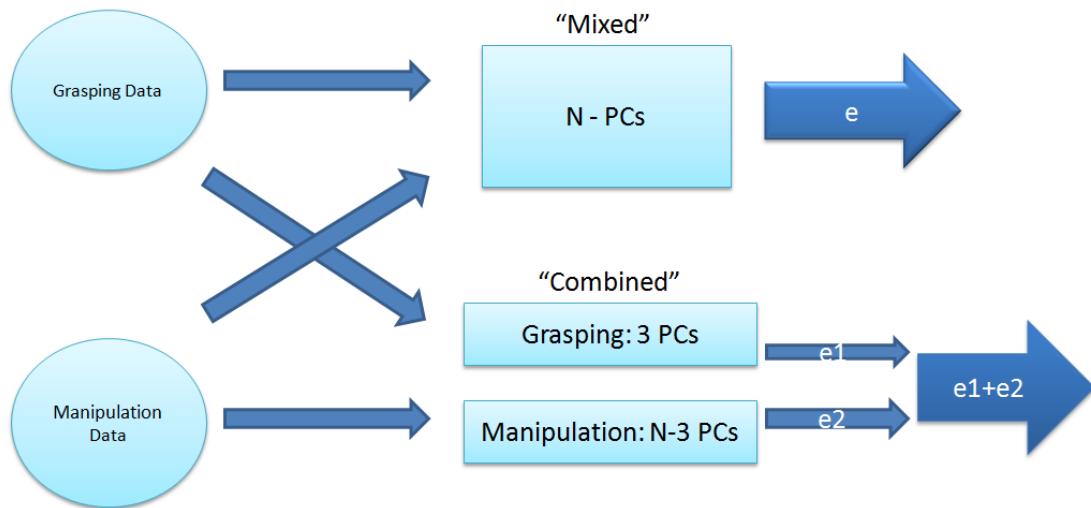 “Mixed”
Grasping Data
N - PCs
e
“Combined”
Grasping: 3 PCs
e1
e1+e2
Manipulation
Data
Manipulation: N-3 PCs
e2